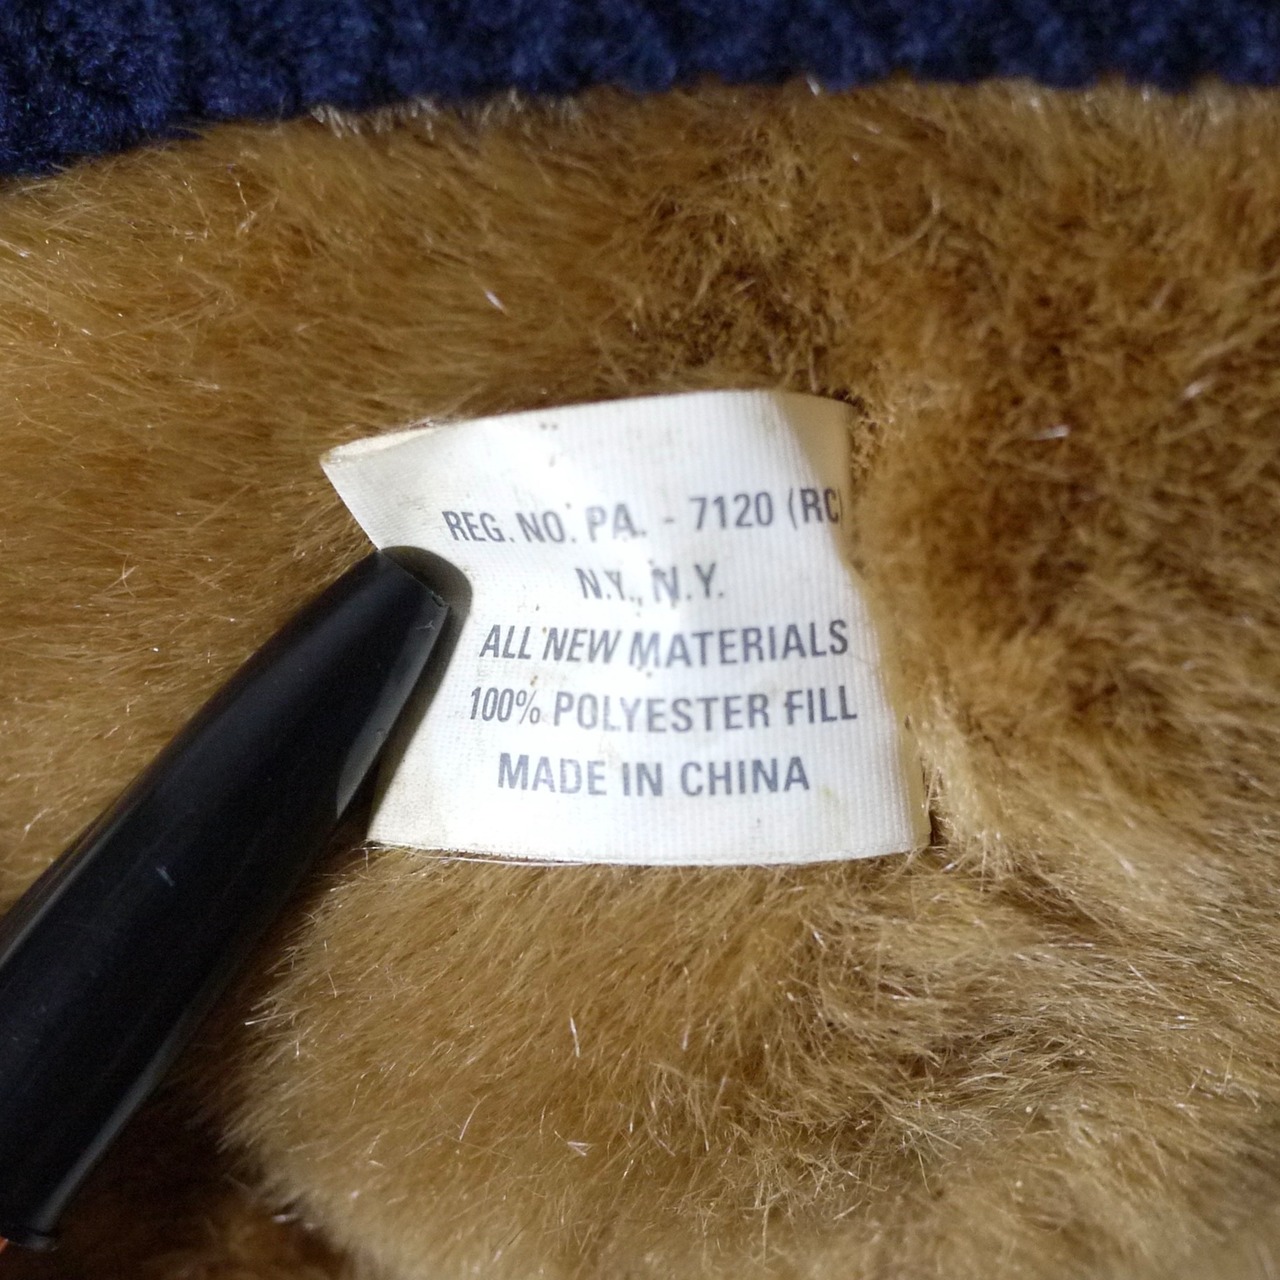 REG. NO. PA. - 7120 (RC)
N.Y., N.Y.
ALL NEW MATERIALS
100% POLYESTER FILL
MADE IN CHINA